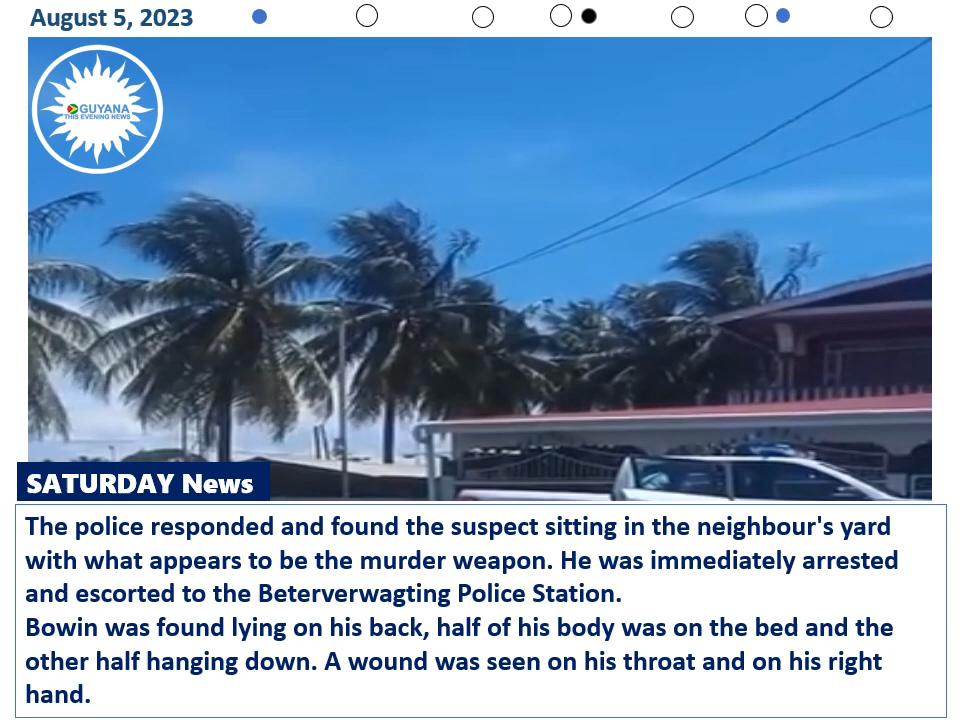 August 5, 2023
GUYANA
THIS EVENING NEWS
SATURDAY News
The police responded and found the suspect sitting in the neighbour's yard
with what appears to be the murder weapon. He was immediately arrested
and escorted to the Beterverwagting Police Station.
Bowin was found lying on his back, half of his body was on the bed and the
other half hanging down. A wound was seen on his throat and on his right
hand.